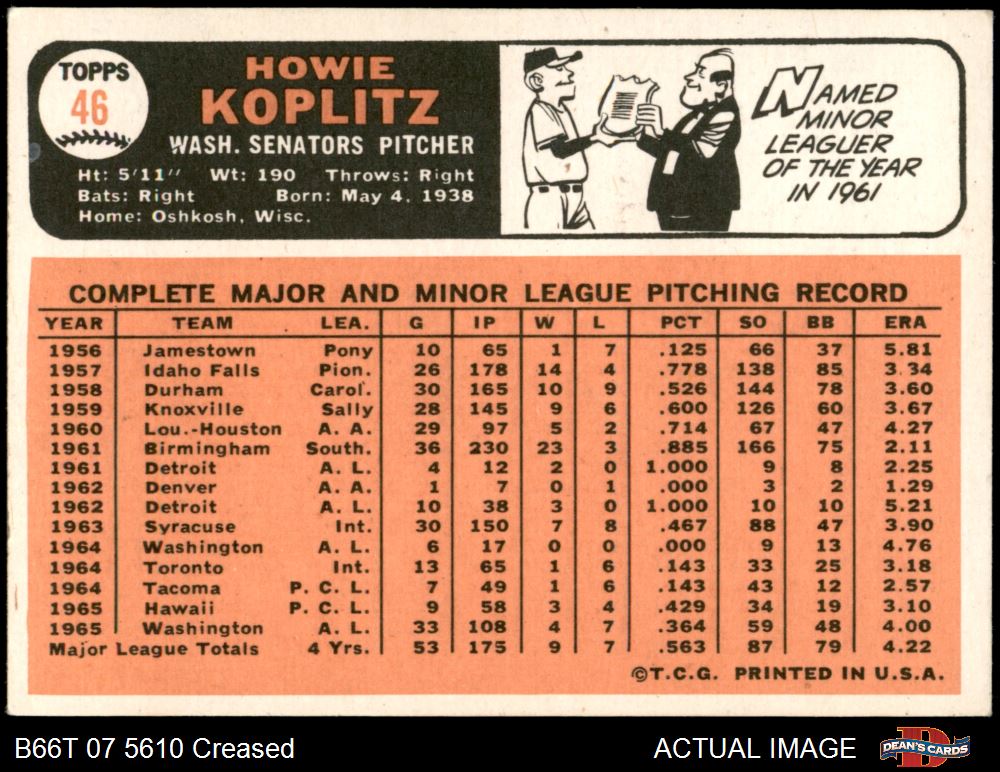 TOPPS
46
HOWIE
KOPLITZ
WASH. SENATORS PITCHER
Ht: 5'11" Wt: 190 Throws: Right
Bats: Right Born: May 4, 1938
Home: Oshkosh, Wisc.
NAMED
MINOR
LEAGUER
OF THE YEAR
IN 1961
COMPLETE MAJOR AND MINOR LEAGUE PITCHING RECORD
YEAR TEAM LEA. G IP W L PCT SO BB ERA
1956 Jamestown Pony 10 65 1 7 .125 66 37 5.81
1957 Idaho Falls Pion. 26 178 14 4 .778 138 85 3.34
1958 Durham Carol. 30 165 10 9 .526 144 78 3.60
1959 Knoxville Sally 28 145 9 6 .600 126 60 3.67
1960 Lou.-Houston A. A. 29 97 5 2 .714 67 47 4.27
1961 Birmingham South. 36 230 23 3 .885 166 75 2.11
1961 Detroit A. L. 4 12 2 0 1.000 9 8 2.25
1962 Denver A. A. 1 7 0 1 .000 3 2 1.29
1962 Detroit A. L. 10 38 3 0 1.000 10 10 5.21
1963 Syracuse Int. 30 150 7 8 .467 88 47 3.90
1964 Washington A. L. 6 17 0 0 .000 9 13 4.76
1964 Toronto Int. 13 65 1 6 .143 33 25 3.18
1964 Tacoma P. C. L. 7 49 1 6 .143 43 12 2.57
1965 Hawaii P. C. L. 9 58 3 4 .429 34 19 3.10
1965 Washington A. L. 33 108 4 7 .364 59 48 4.00
Major League Totals 4 Yrs. 53 175 9 7 .563 87 79 4.22
©T.C.G. PRINTED IN U.S.A.
B66T 07 5610 Creased
ACTUAL IMAGE
DEAN'S CARDS